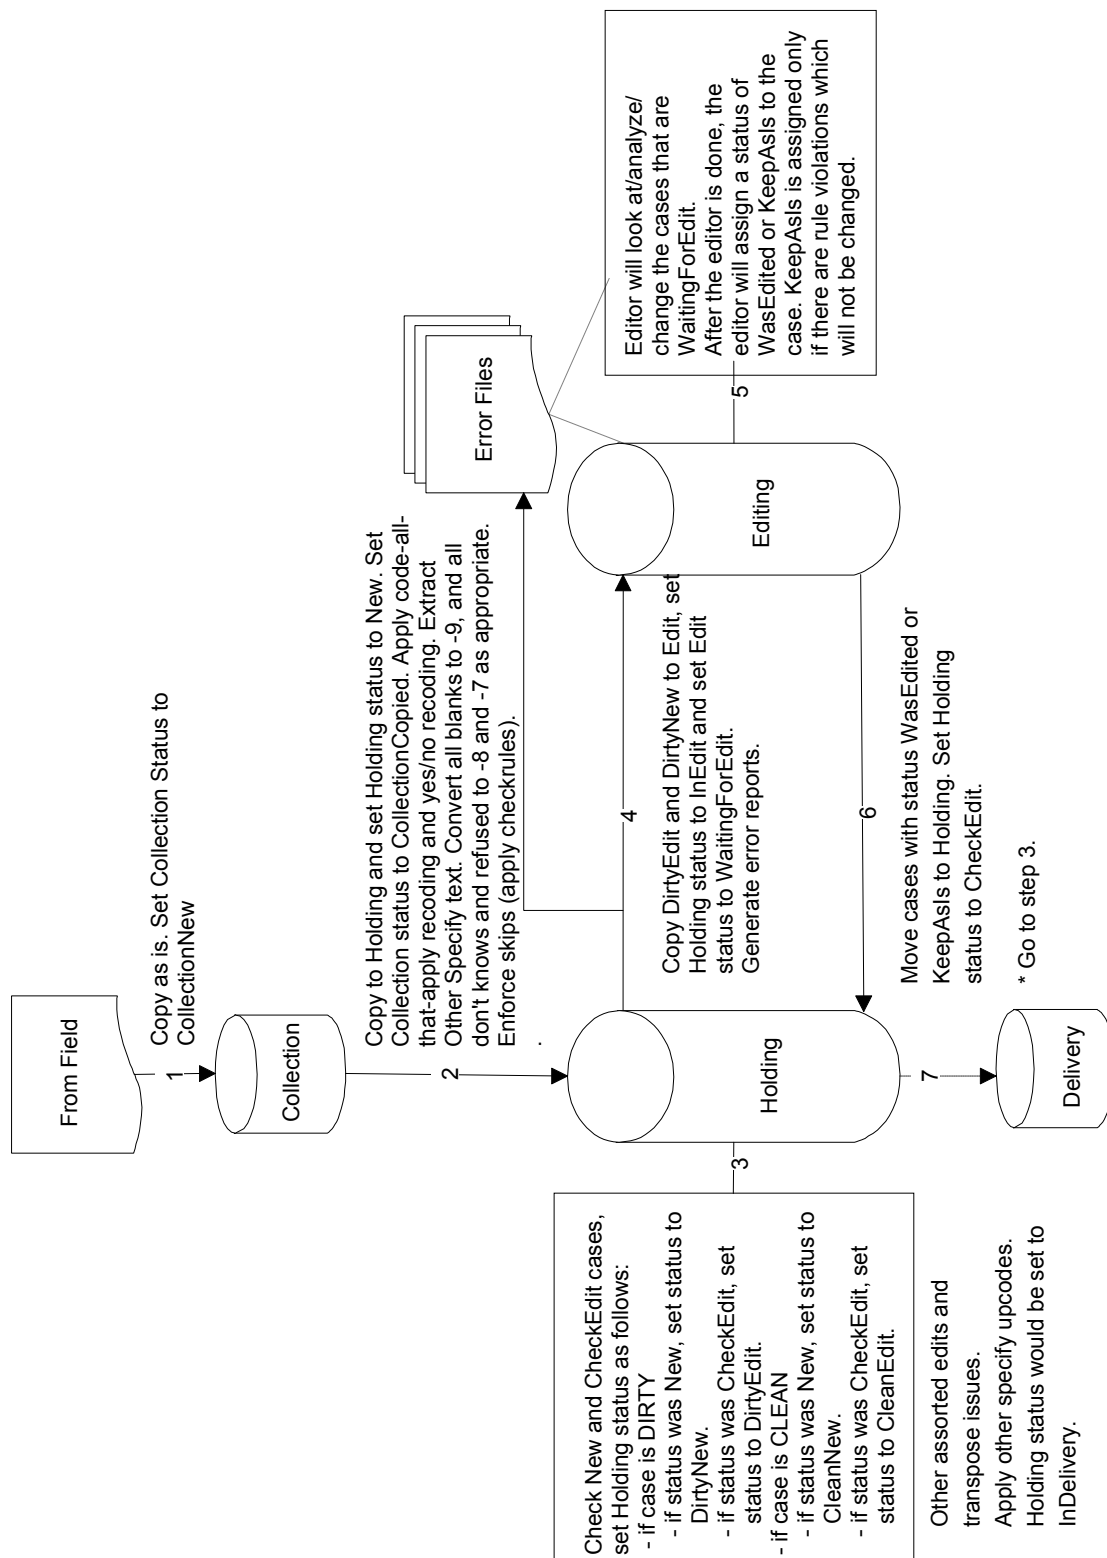 From Field
1
Copy as is. Set Collection Status to
CollectionNew
Collection
2
Copy to Holding and set Holding status to New. Set
Collection status to CollectionCopied. Apply code-all-
that-apply recoding and yes/no recoding. Extract
Other Specify text. Convert all blanks to -9, and all
don't knows and refused to -8 and -7 as appropriate.
Enforce skips (apply checkrules).
.
Error Files
Check New and CheckEdit cases,
set Holding status as follows:
- if case is DIRTY
- if status was New, set status to
DirtyNew.
- if status was CheckEdit, set
status to DirtyEdit.
- if case is CLEAN
- if status was New, set status to
CleanNew.
- if status was CheckEdit, set
status to CleanEdit.
3
Holding
4
Copy DirtyEdit and DirtyNew to Edit, set
Holding status to InEdit and set Edit
status to WaitingForEdit.
Generate error reports.
Editing
5
Editor will look at/analyze/
change the cases that are
WaitingForEdit.
After the editor is done, the
editor will assign a status of
WasEdited or KeepAsIs to the
case. KeepAsIs is assigned only
if there are rule violations which
will not be changed.
6
Move cases with status WasEdited or
KeepAsIs to Holding. Set Holding
status to CheckEdit.
* Go to step 3.
7
Other assorted edits and
transpose issues.
Apply other specify upcodes.
Holding status would be set to
InDelivery.
Delivery